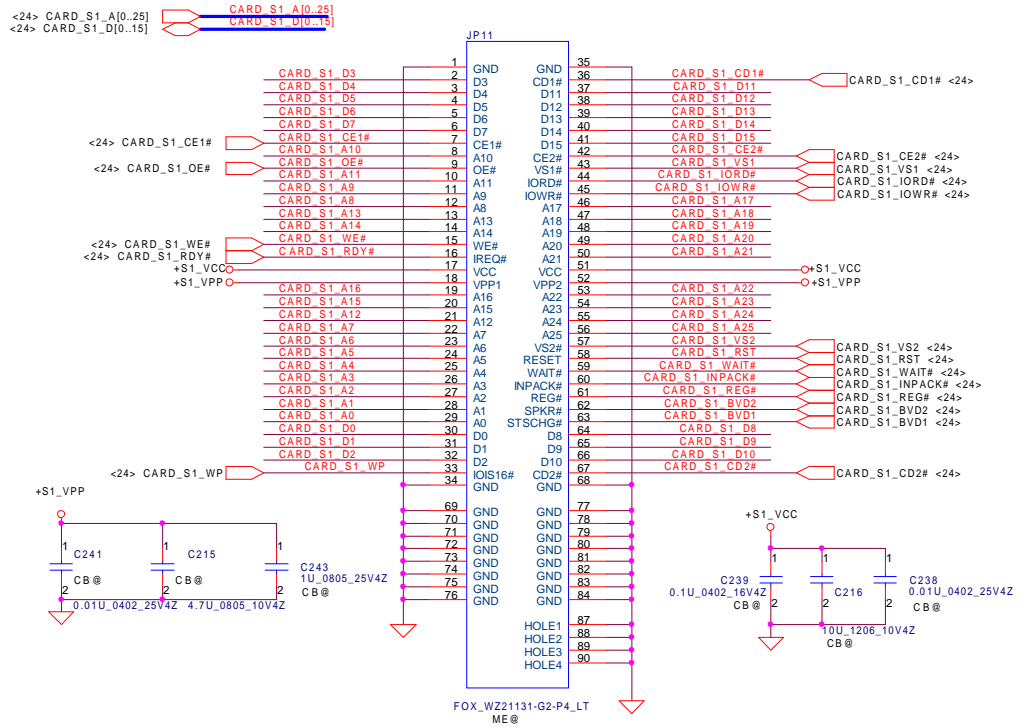 <24> CARD_S1_A[0..25] CARD_S1_A[0..25]
<24> CARD_S1_D[0..15] CARD_S1_D[0..15]
JP11
1 GND GND 35
CARD_S1_D3 2 D3 CD1# 36 CARD_S1_CD1# CARD_S1_CD1# <24>
CARD_S1_D4 3 D4 D11 37 CARD_S1_D11
CARD_S1_D5 4 D5 D12 38 CARD_S1_D12
CARD_S1_D6 5 D6 D13 39 CARD_S1_D13
CARD_S1_D7 6 D7 D14 40 CARD_S1_D14
<24> CARD_S1_CE1# CARD_S1_CE1# 7 CE1# D15 41 CARD_S1_D15
CARD_S1_A10 8 A10 CE2# 42 CARD_S1_CE2# CARD_S1_CE2# <24>
<24> CARD_S1_OE# CARD_S1_OE# 9 OE# VS1# 43 CARD_S1_VS1 CARD_S1_VS1 <24>
CARD_S1_A11 10 A11 IORD# 44 CARD_S1_IORD# CARD_S1_IORD# <24>
CARD_S1_A9 11 A9 IOWR# 45 CARD_S1_IOWR# CARD_S1_IOWR# <24>
CARD_S1_A8 12 A8 A17 46 CARD_S1_A17
CARD_S1_A13 13 A13 A18 47 CARD_S1_A18
CARD_S1_A14 14 A14 A19 48 CARD_S1_A19
<24> CARD_S1_WE# CARD_S1_WE# 15 WE# A20 49 CARD_S1_A20
<24> CARD_S1_RDY# CARD_S1_RDY# 16 IREQ# A21 50 CARD_S1_A21
+S1_VCC 17 VCC VCC 51 +S1_VCC
+S1_VPP 18 VPP1 VPP2 52 +S1_VPP
CARD_S1_A16 19 A16 A22 53 CARD_S1_A22
CARD_S1_A15 20 A15 A23 54 CARD_S1_A23
CARD_S1_A12 21 A12 A24 55 CARD_S1_A24
CARD_S1_A7 22 A7 A25 56 CARD_S1_A25
CARD_S1_A6 23 A6 VS2# 57 CARD_S1_VS2 CARD_S1_VS2 <24>
CARD_S1_A5 24 A5 RESET 58 CARD_S1_RST CARD_S1_RST <24>
CARD_S1_A4 25 A4 WAIT# 59 CARD_S1_WAIT# CARD_S1_WAIT# <24>
CARD_S1_A3 26 A3 INPACK# 60 CARD_S1_INPACK# CARD_S1_INPACK# <24>
CARD_S1_A2 27 A2 REG# 61 CARD_S1_REG# CARD_S1_REG# <24>
CARD_S1_A1 28 A1 SPKR# 62 CARD_S1_BVD2 CARD_S1_BVD2 <24>
CARD_S1_A0 29 A0 STSCHG# 63 CARD_S1_BVD1 CARD_S1_BVD1 <24>
CARD_S1_D0 30 D0 D8 64 CARD_S1_D8
CARD_S1_D1 31 D1 D9 65 CARD_S1_D9
CARD_S1_D2 32 D2 D10 66 CARD_S1_D10
<24> CARD_S1_WP CARD_S1_WP 33 IOIS16# CD2# 67 CARD_S1_CD2# CARD_S1_CD2# <24>
34 GND GND 68
69 GND GND 77
70 GND GND 78
71 GND GND 79
72 GND GND 80
73 GND GND 81
74 GND GND 82
75 GND GND 83
76 GND GND 84
HOLE1 87
HOLE2 88
HOLE3 89
HOLE4 90
FOX_WZ21131-G2-P4_LT
ME@
+S1_VPP
1 1 1
C241 C215 C243
1U_0805_25V4Z
CB@ CB@ CB@
2 2 2
0.01U_0402_25V4Z 4.7U_0805_10V4Z
+S1_VCC
1 1 1
C239 C238
0.1U_0402_16V4Z C216 0.01U_0402_25V4Z
CB@ CB@
2 2 2
10U_1206_10V4Z
CB@